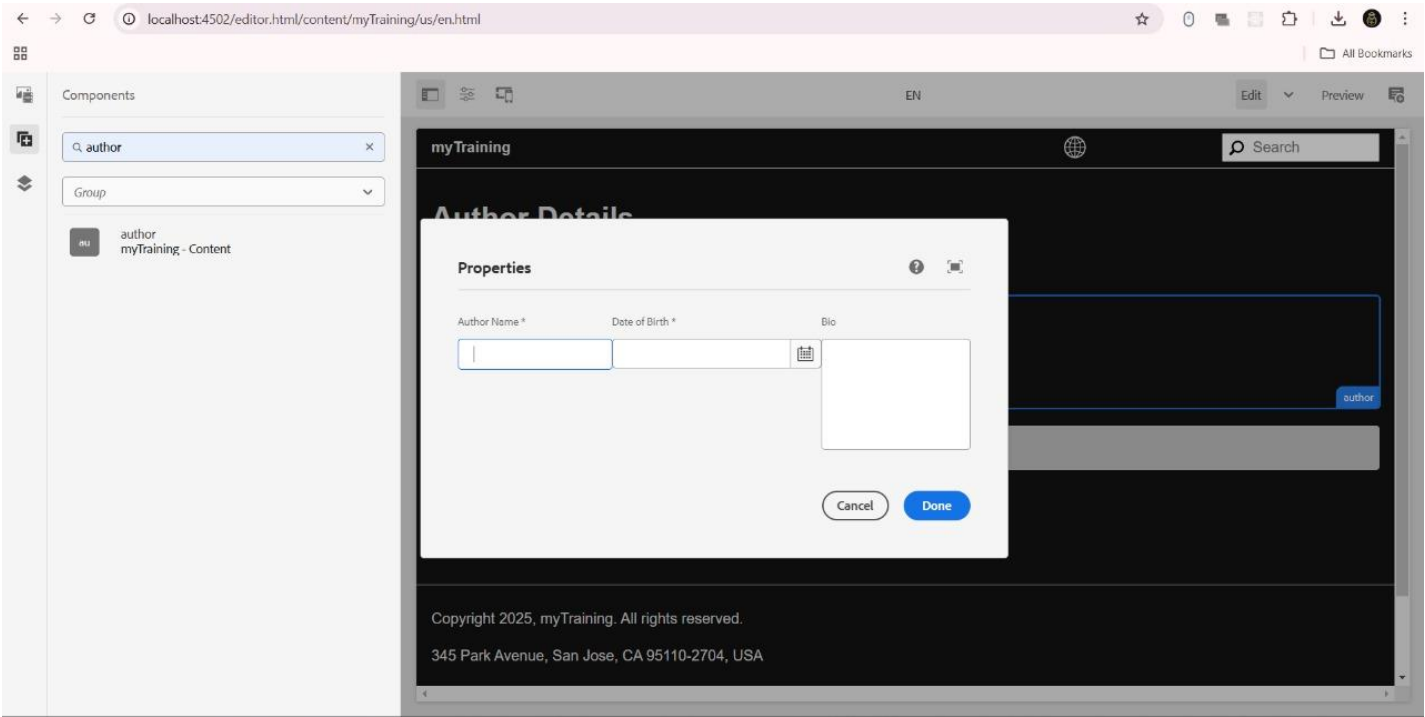 localhost:4502/editor.html/content/myTraining/us/en.html
All Bookmarks
Components
EN
Edit
Preview
author
Group
au
author
myTraining - Content
myTraining
Search
Author Details
Properties
Author Name *
Date of Birth *
Bio
author
Cancel
Done
Copyright 2025, myTraining. All rights reserved.
345 Park Avenue, San Jose, CA 95110-2704, USA